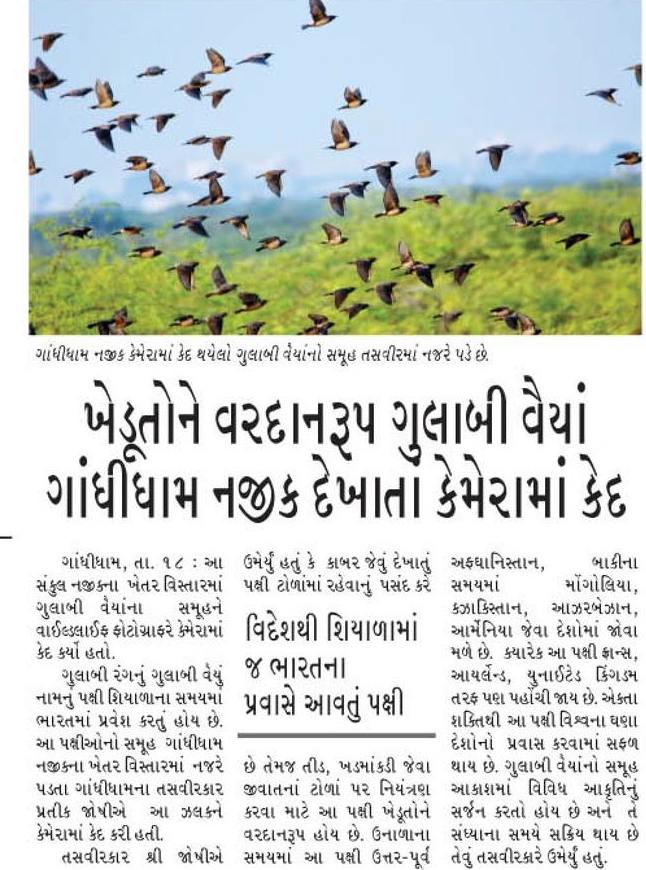 ગાંધીધામ નજીક કેમેરામાં કેદ થયેલો ગુલાબી વૈયાંનો સમૂહ તસવીરમાં નજરે પડે છે.
ખેડૂતોને વરદાનરૂપ ગુલાબી વૈયાં
ગાંધીધામ નજીક દેખાતાં કેમેરામાં કેદ
ગાંધીધામ, તા. ૧૮ : આ
સંકુલ નજીકના ખેતર વિસ્તારમાં
ગુલાબી વૈયાંના સમૂહને
વાઈલ્ડલાઈફ ફોટોગ્રાફરે કેમેરામાં
કેદ કર્યો હતો.
ગુલાબી રંગનું ગુલાબી વૈયું
નામનું પક્ષી શિયાળાના સમયમાં
ભારતમાં પ્રવેશ કરતું હોય છે.
આ પક્ષીઓનો સમૂહ ગાંધીધામ
નજીકના ખેતર વિસ્તારમાં નજરે
પડતા ગાંધીધામના તસવીરકાર
પ્રતીક જોષીએ આ ઝલકને
કેમેરામાં કેદ કરી હતી.
તસવીરકાર શ્રી જોષીએ
ઉમેર્યું હતું કે કાબર જેવું દેખાતું
પક્ષી ટોળાંમાં રહેવાનું પસંદ કરે
વિદેશથી શિયાળામાં
જ ભારતના
પ્રવાસે આવતું પક્ષી
છે તેમજ તીડ, ખડમાંકડી જેવા
જીવાતનાં ટોળાં પર નિયંત્રણ
કરવા માટે આ પક્ષી ખેડૂતોને
વરદાનરૂપ હોય છે. ઉનાળાના
સમયમાં આ પક્ષી ઉત્તર-પૂર્વ
અફઘાનિસ્તાન, બાકીના
સમયમાં મોંગોલિયા,
કઝાકિસ્તાન, આઝરબેઝાન,
આર્મેનિયા જેવા દેશોમાં જોવા
મળે છે. ક્યારેક આ પક્ષી ફ્રાન્સ,
આયર્લેન્ડ, યુનાઈટેડ કિંગડમ
તરફ પણ પહોંચી જાય છે. એકતા
શક્તિથી આ પક્ષી વિશ્વના ઘણા
દેશોનો પ્રવાસ કરવામાં સફળ
થાય છે. ગુલાબી વૈયાંનો સમૂહ
આકાશમાં વિવિધ આકૃતિનું
સર્જન કરતો હોય છે અને તે
સંધ્યાના સમયે સક્રિય થાય છે
તેવું તસવીરકારે ઉમેર્યું હતું.